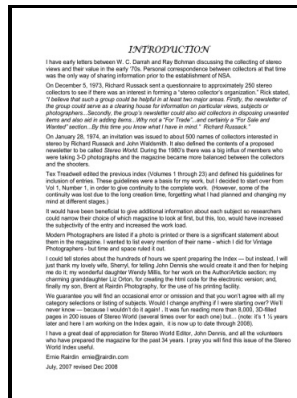 INTRODUCTION
I have early letters between W. C. Darrah and Ray Bohman discussing the collecting of
views and their value in the early '70s. Personal correspondence between collectors at that time
was the only way of sharing information prior to the establishment of NSA.
On December 5, 1973, Richard Russack sent a questionnaire to approximately 250 stereo
collectors to see if there was an interest in forming a "stereo collector's organization." Rick stated,
"I believe that such a group could be helpful in at least two major areas. Firstly, the newsletter of
the group could serve as a clearing house for information on particular views, subjects or
photographers...Secondly, the group's newsletter could also aid collectors in disposing unwanted
items and also aid in adding items...Why not a "For Trade"...and certainly a "For Sale and
Wanted" section...By this time you know what I have in mind." Richard Russack."
On January 28, 1974, an invitation was issued to about 500 names of collectors interested in
stereo by Richard Russack and John Waldsmith. It also defined the contents of a proposed
newsletter to be called Stereo World. During the 1980's there was a big influx of members who
were taking 3-D photographs and the magazine became more balanced between the collectors
and the shooters.
Tex Treadwell edited the previous index (Volumes 1 through 23) and defined his guidelines for
inclusion of entries. These guidelines were a basis for my work, but I decided to start over from
Vol 1, Number 1, in order to give continuity to the complete work. (However, some of the
continuity was lost due to the long creation time, forgetting what I had planned and changing my
mind at different stages.)
It would have been beneficial to give additional information about each subject so researchers
could narrow their choice of which magazine to look at first, but this, too, would have increased
the subjectivity of the entry and increased the work load.
Modern Photographers are listed if a photo is printed or there is a significant statement about
them in the magazine. I wanted to list every mention of their name - which I did for Vintage
Photographers - but time and space ruled it out.
I could tell stories about the hundreds of hours we spent preparing the Index — but instead, I will
just thank my lovely wife, Sherryl, for telling John Dennis she would create it and then for helping
me do it; my wonderful daughter Wendy Mills, for her work on the Author/Article section; my
charming granddaughter Liz Orton, for creating the html code for the electronic version; and,
finally my son, Brent at Rairdin Photography, for the use of his printing facility.
We guarantee you will find an occasional error or omission and that you won't agree with all my
category selections or listing of subjects. Would I change anything if I were starting over? We'll
never know — because I wouldn't do it again! . It was fun reading more than 8,000, 3D-filled
pages in 200 issues of Stereo World (several times over for each one) but... (note: it's 1 ½ years
later and here I am working on the Index again, it is now up to date through 2008).
I have a great deal of appreciation for Stereo World Editor, John Dennis, and all the volunteers
who have prepared the magazine for the past 34 years. I pray you will find this issue of the Stereo
World Index useful.
Ernie Rairdin ernie@rairdin.com
July, 2007 revised Dec 2008